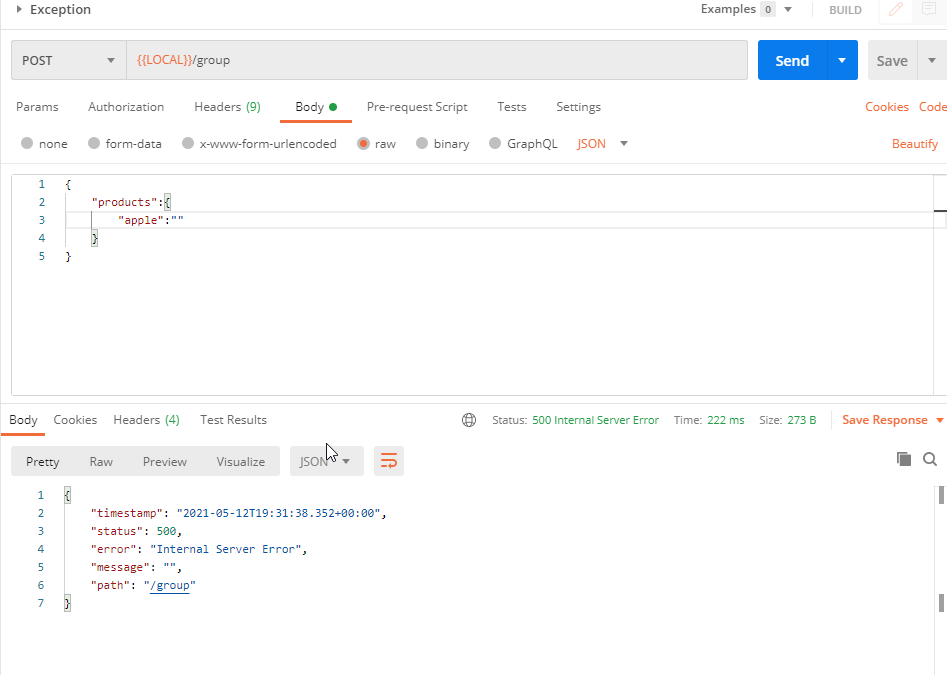 Exception Examples 0 BUILD
POST {{LOCAL}}/group Send Save
Params Authorization Headers (9) Body Pre-request Script Tests Settings Cookies Code
none form-data x-www-form-urlencoded raw binary GraphQL JSON Beautify
1 {
2 "products":{
3 "apple":""
4 }
5 }
Body Cookies Headers (4) Test Results Status: 500 Internal Server Error Time: 222 ms Size: 273 B Save Response
Pretty Raw Preview Visualize JSON
1 {
2 "timestamp": "2021-05-12T19:31:38.352+00:00",
3 "status": 500,
4 "error": "Internal Server Error",
5 "message": "",
6 "path": "/group"
7 }